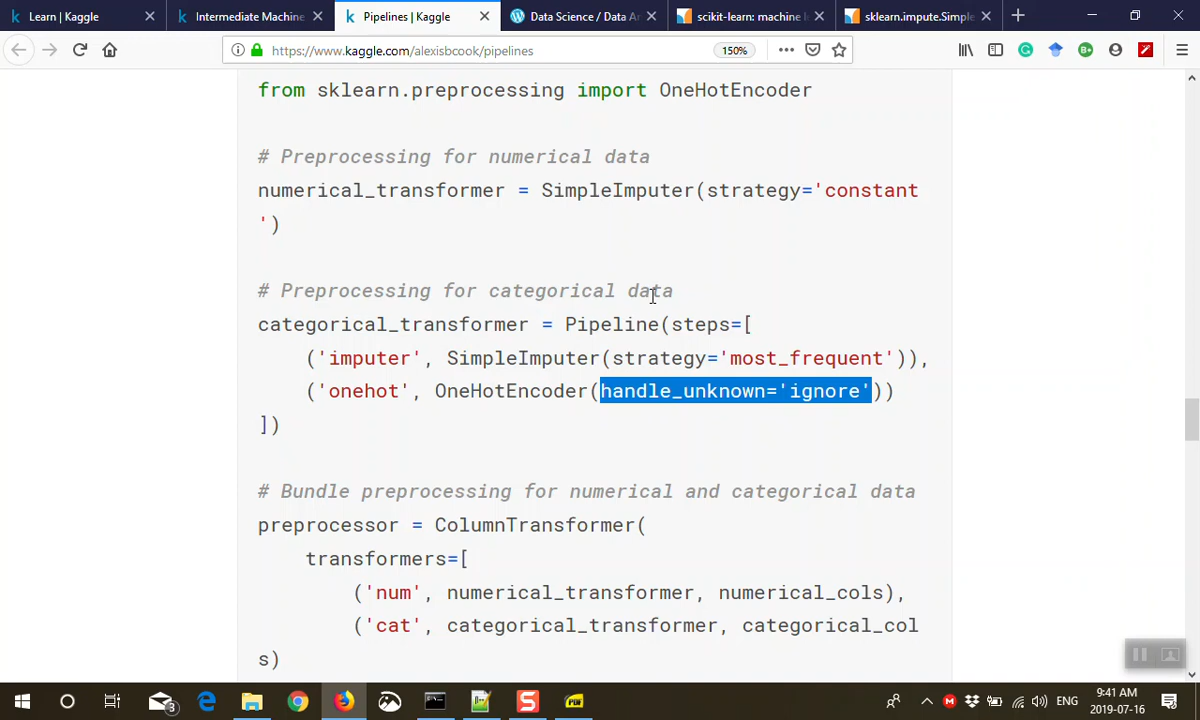 Learn | Kaggle
Intermediate Machine
Pipelines | Kaggle
Data Science / Data An
scikit-learn: machine le
sklearn.impute.Simple
https://www.kaggle.com/alexisbcook/pipelines
150%
from sklearn.preprocessing import OneHotEncoder
# Preprocessing for numerical data
numerical_transformer = SimpleImputer(strategy='constant
')
# Preprocessing for categorical data
categorical_transformer = Pipeline(steps=[
('imputer', SimpleImputer(strategy='most_frequent')),
('onehot', OneHotEncoder(handle_unknown='ignore'))
])
# Bundle preprocessing for numerical and categorical data
preprocessor = ColumnTransformer(
transformers=[
('num', numerical_transformer, numerical_cols),
('cat', categorical_transformer, categorical_col
s)
ENG
9:41 AM
2019-07-16
3